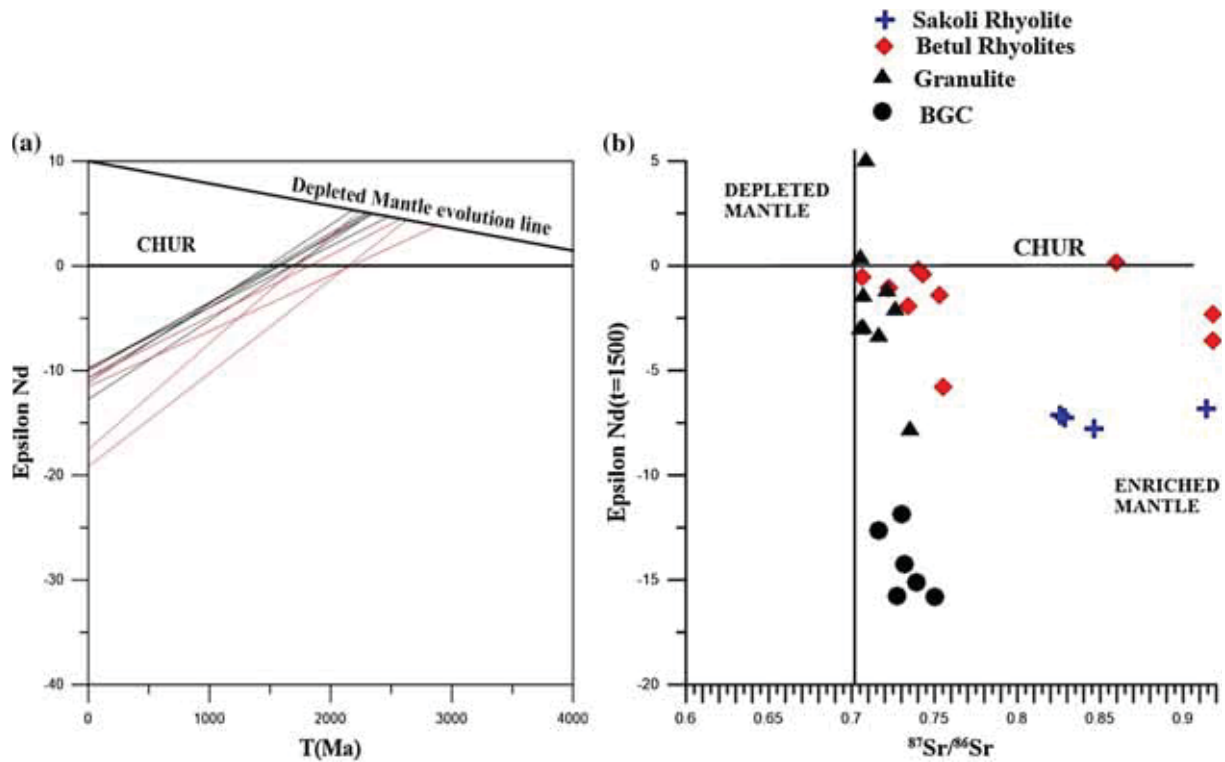 Sakoli Rhyolite
Betul Rhyolites
Granulite
BGC
(a)
10
0
-10
-20
-30
-40
Epsilon Nd
Depleted Mantle evolution line
CHUR
0
1000
2000
3000
4000
T(Ma)
(b)
5
0
-5
-10
-15
-20
Epsilon Nd(t=1500)
DEPLETED
MANTLE
CHUR
ENRICHED
MANTLE
0.6
0.65
0.7
0.75
0.8
0.85
0.9
⁸⁷Sr/⁸⁶Sr